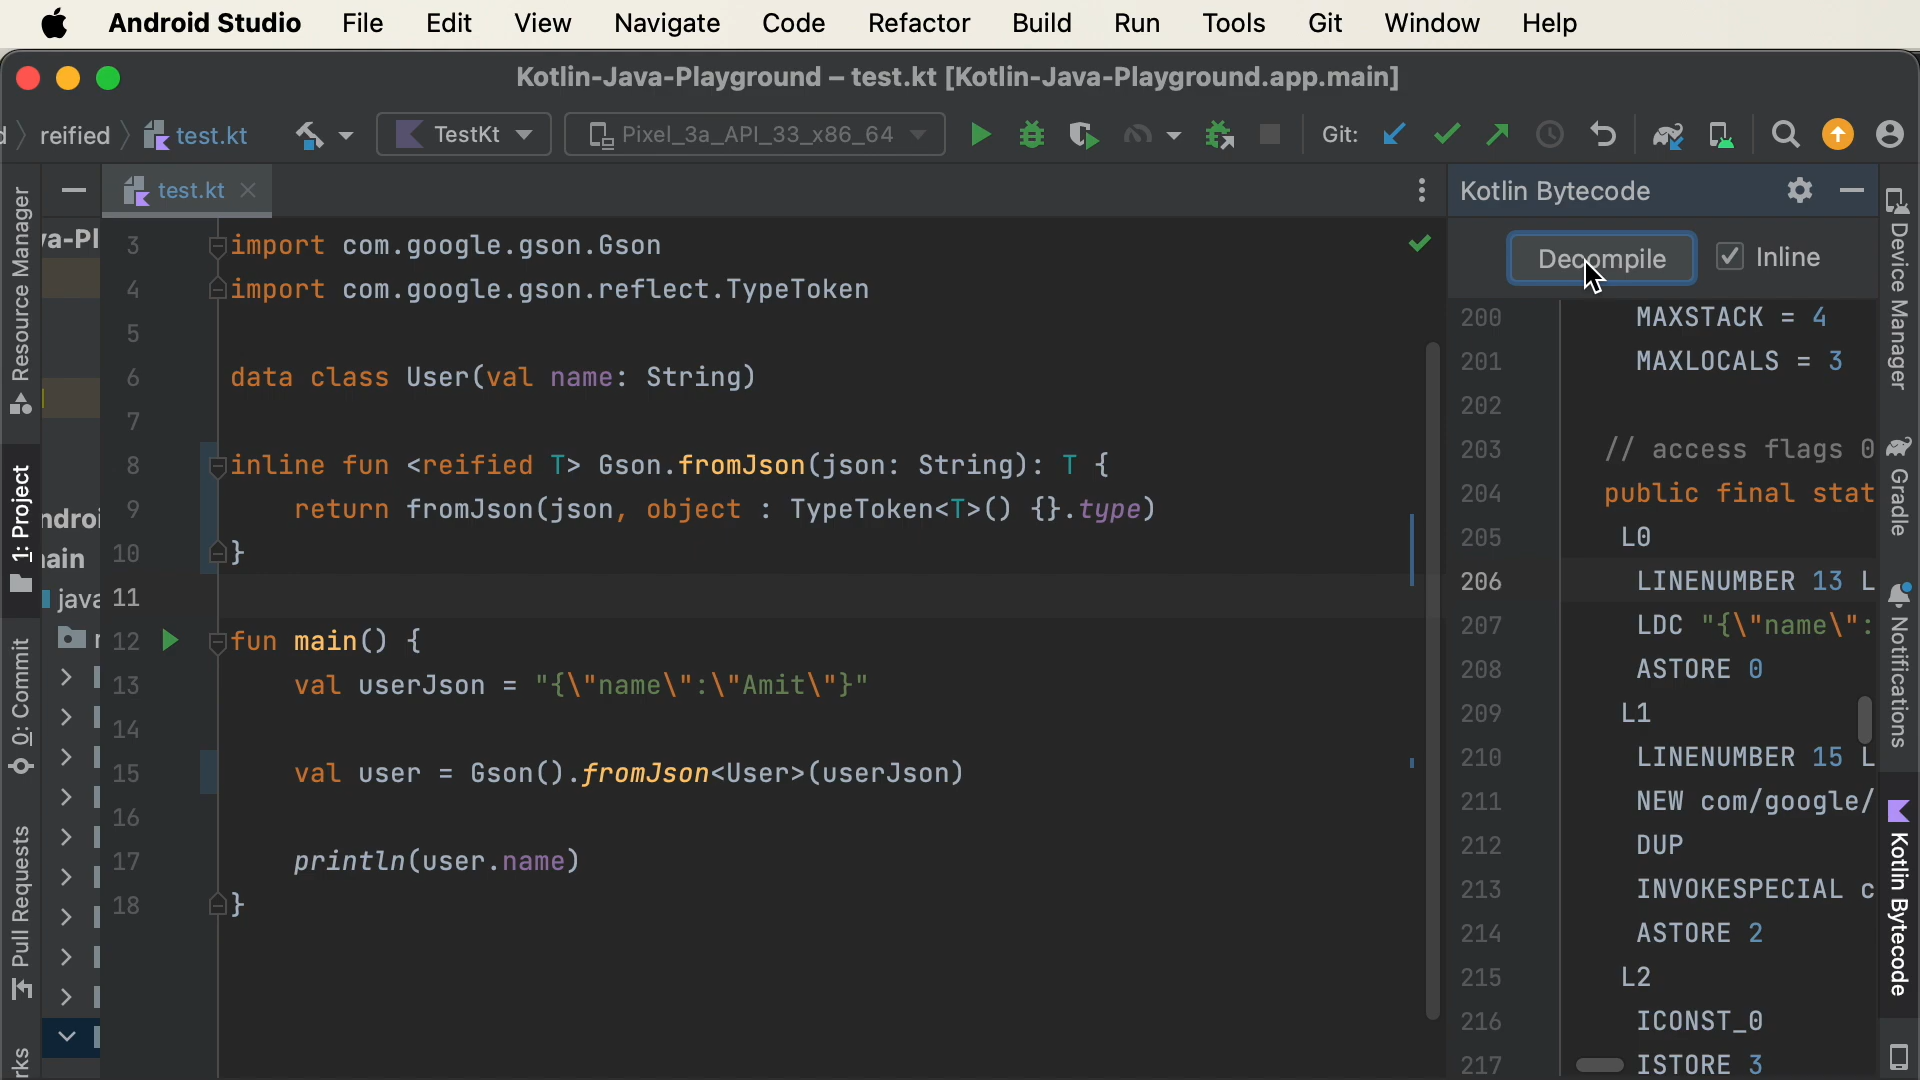 Android Studio File Edit View Navigate Code Refactor Build Run Tools Git Window Help
Kotlin-Java-Playground – test.kt [Kotlin-Java-Playground.app.main]
d reified test.kt TestKt Pixel_3a_API_33_x86_64 Git:
test.kt
Kotlin Bytecode
Decompile Inline
Resource Manager
1: Project
0: Commit
Pull Requests
rks
va-Pl
ndroi
ain
java
3 import com.google.gson.Gson
4 import com.google.gson.reflect.TypeToken
5
6 data class User(val name: String)
7
8 inline fun <reified T> Gson.fromJson(json: String): T {
9 return fromJson(json, object : TypeToken<T>() {}.type)
10 }
11
12 fun main() {
13 val userJson = "{\"name\":\"Amit\"}"
14
15 val user = Gson().fromJson<User>(userJson)
16
17 println(user.name)
18 }
200 MAXSTACK = 4
201 MAXLOCALS = 3
202
203 // access flags 0
204 public final stat
205 L0
206 LINENUMBER 13 L
207 LDC "{\"name\":
208 ASTORE 0
209 L1
210 LINENUMBER 15 L
211 NEW com/google/
212 DUP
213 INVOKESPECIAL c
214 ASTORE 2
215 L2
216 ICONST_0
217 ISTORE 3
Device Manager
Gradle
Notifications
Kotlin Bytecode